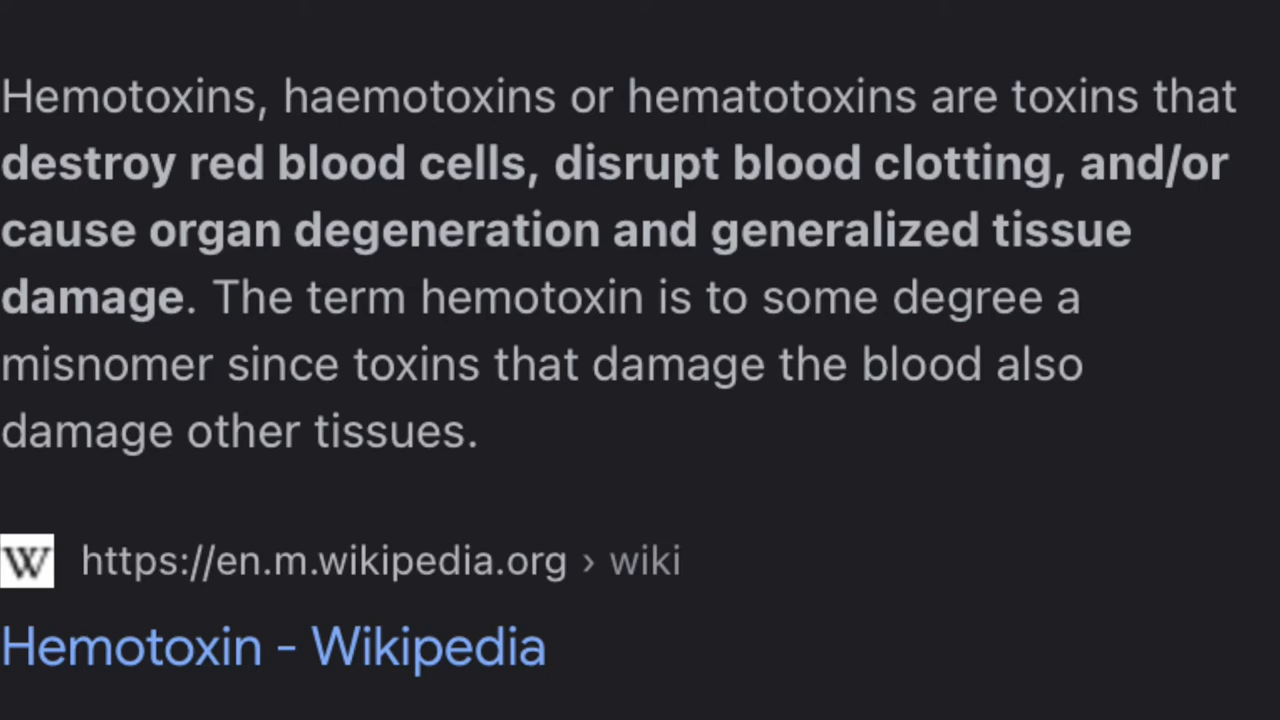 Hemotoxins, haemotoxins or hematotoxins are toxins that
destroy red blood cells, disrupt blood clotting, and/or
cause organ degeneration and generalized tissue
damage. The term hemotoxin is to some degree a
misnomer since toxins that damage the blood also
damage other tissues.
W https://en.m.wikipedia.org › wiki
Hemotoxin - Wikipedia